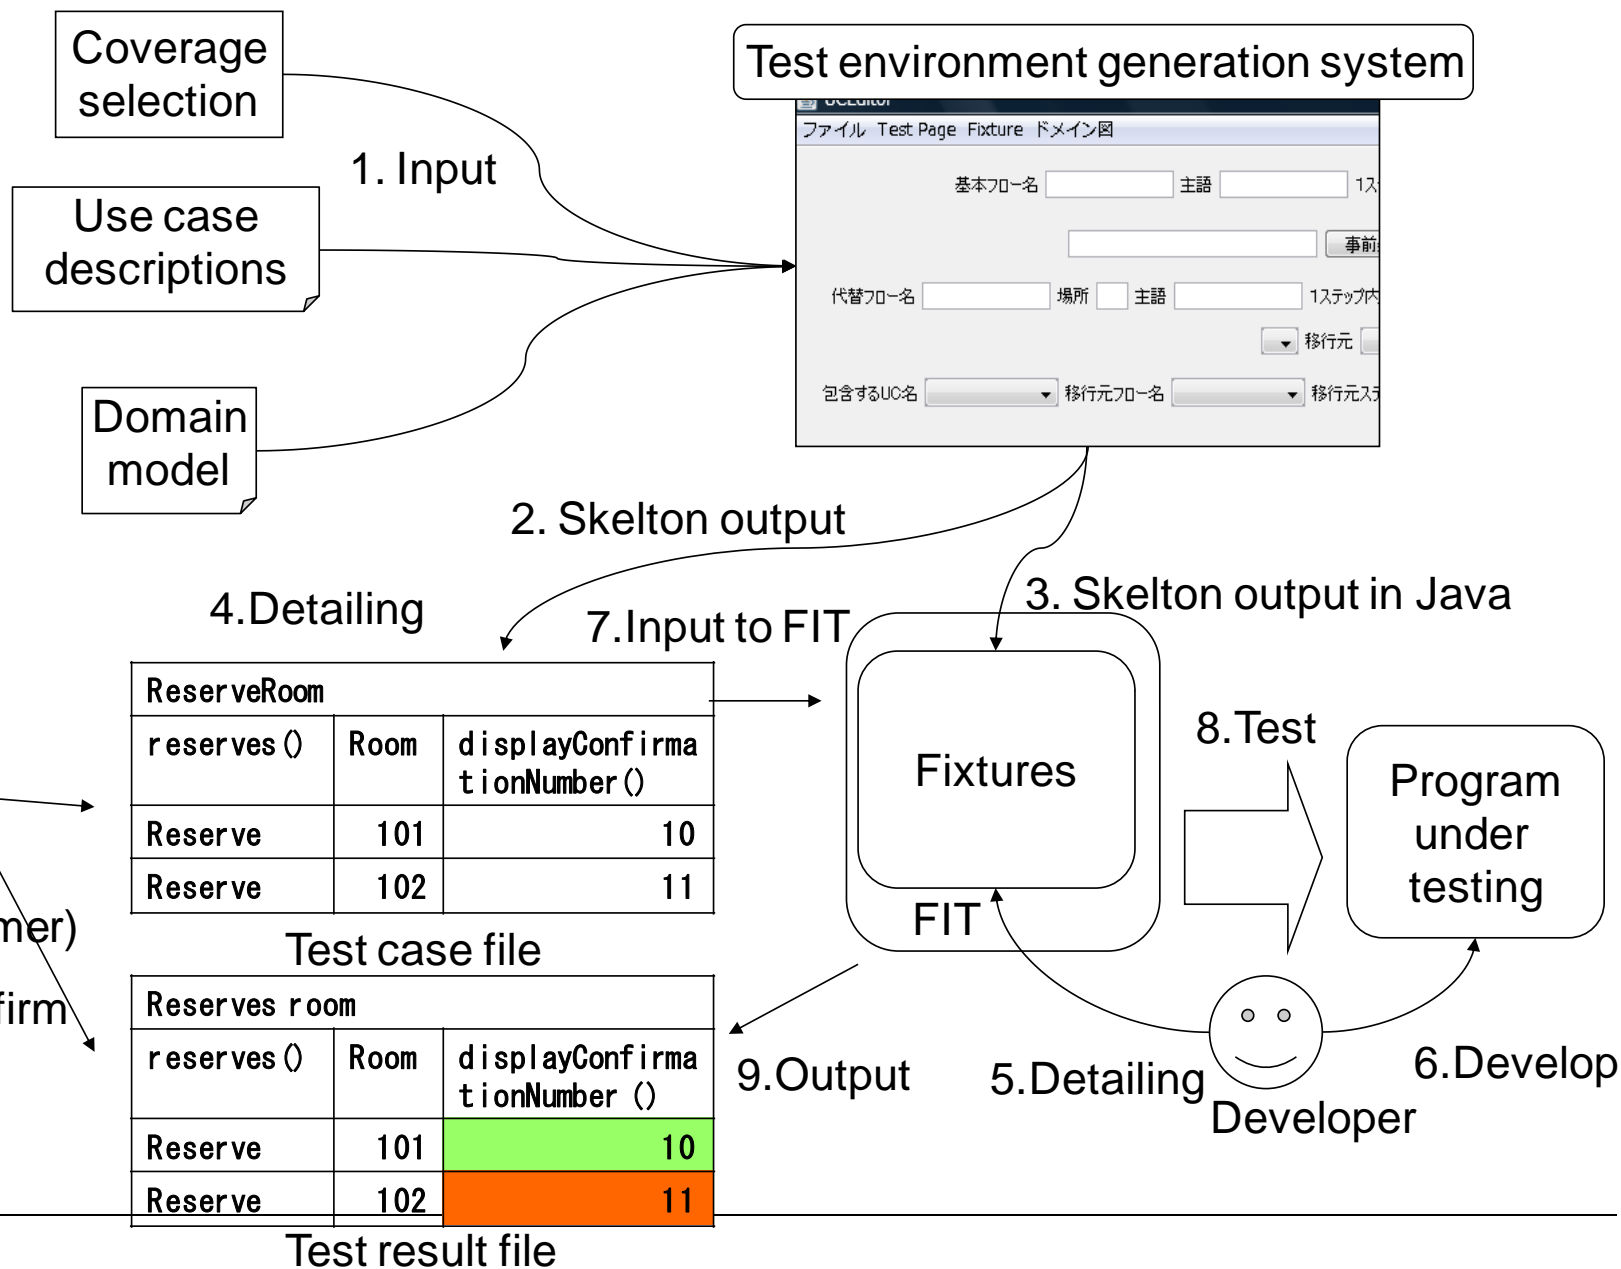 Coverage
selection
Test environment generation system
ファイル Test Page Fixture ドメイン図
1. Input
基本フロー名
主語
Use case
descriptions
代替フロー名
場所
主語
移行元
包含するUC名
移行元フロー名
Domain
model
2. Skelton output
3. Skelton output in Java
4.Detailing
7.Input to FIT
ReserveRoom
reserves() Room displayConfirma
tionNumber()
Reserve 101 10
Reserve 102 11
Test case file
Fixtures
FIT
8.Test
Program
under
testing
mer)
firm
Reserves room
reserves() Room displayConfirma
tionNumber ()
Reserve 101 10
Reserve 102 11
Test result file
9.Output
5.Detailing
Developer
6.Develop